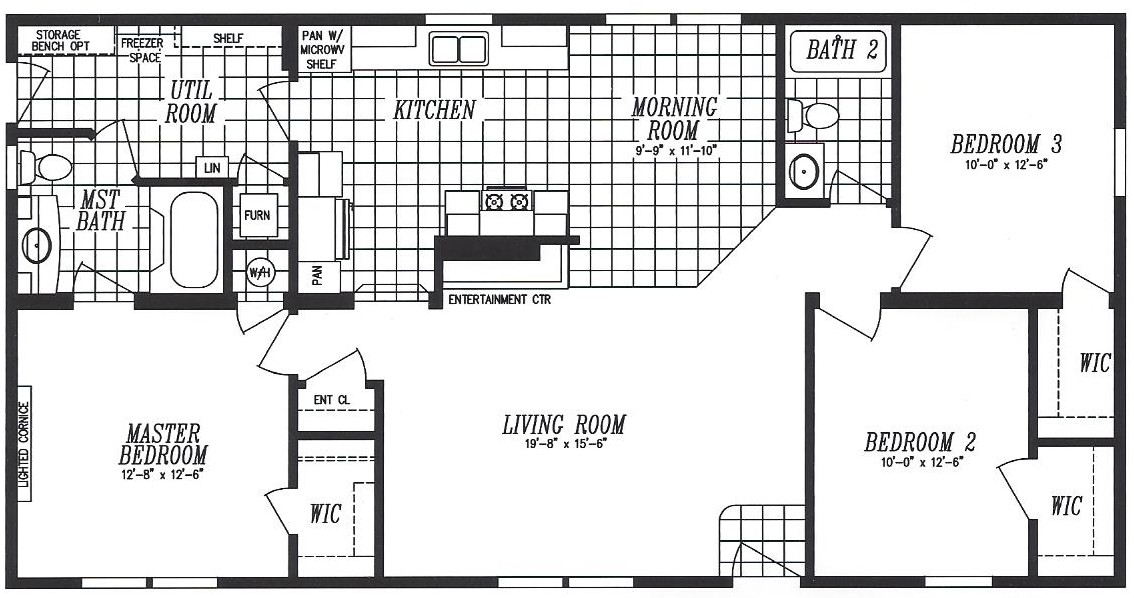 STORAGE
BENCH OPT
FREEZER
SPACE
SHELF
PAN W/
MICROWV
SHELF
UTIL
ROOM
KITCHEN
MORNING
ROOM
9'-9" x 11'-10"
BATH 2
BEDROOM 3
10'-0" x 12'-6"
LIN
MST
BATH
FURN
W/H
PAN
ENTERTAINMENT CTR
WIC
ENT CL
LIGHTED CORNICE
MASTER
BEDROOM
12'-8" x 12'-6"
LIVING ROOM
19'-8" x 15'-6"
BEDROOM 2
10'-0" x 12'-6"
WIC
WIC